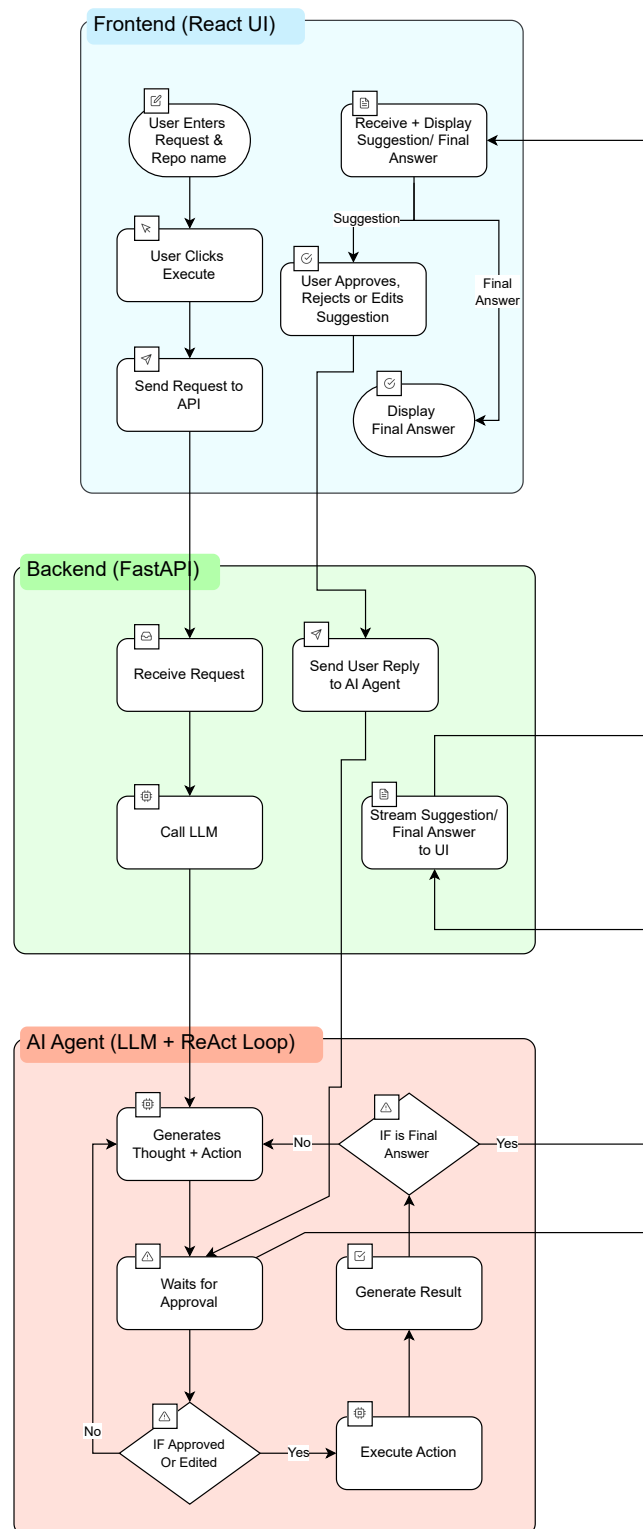 Frontend (React UI)
User Enters
Request &
Repo name
Receive + Display
Suggestion/ Final
Answer
Suggestion
User Clicks
Execute
User Approves,
Rejects or Edits
Suggestion
Final
Answer
Send Request to
API
Display
Final Answer
Backend (FastAPI)
Receive Request
Send User Reply
to AI Agent
Call LLM
Stream Suggestion/
Final Answer
to UI
AI Agent (LLM + ReAct Loop)
Generates
Thought + Action
No
IF is Final
Answer
Yes
Waits for
Approval
Generate Result
No
IF Approved
Or Edited
Yes
Execute Action